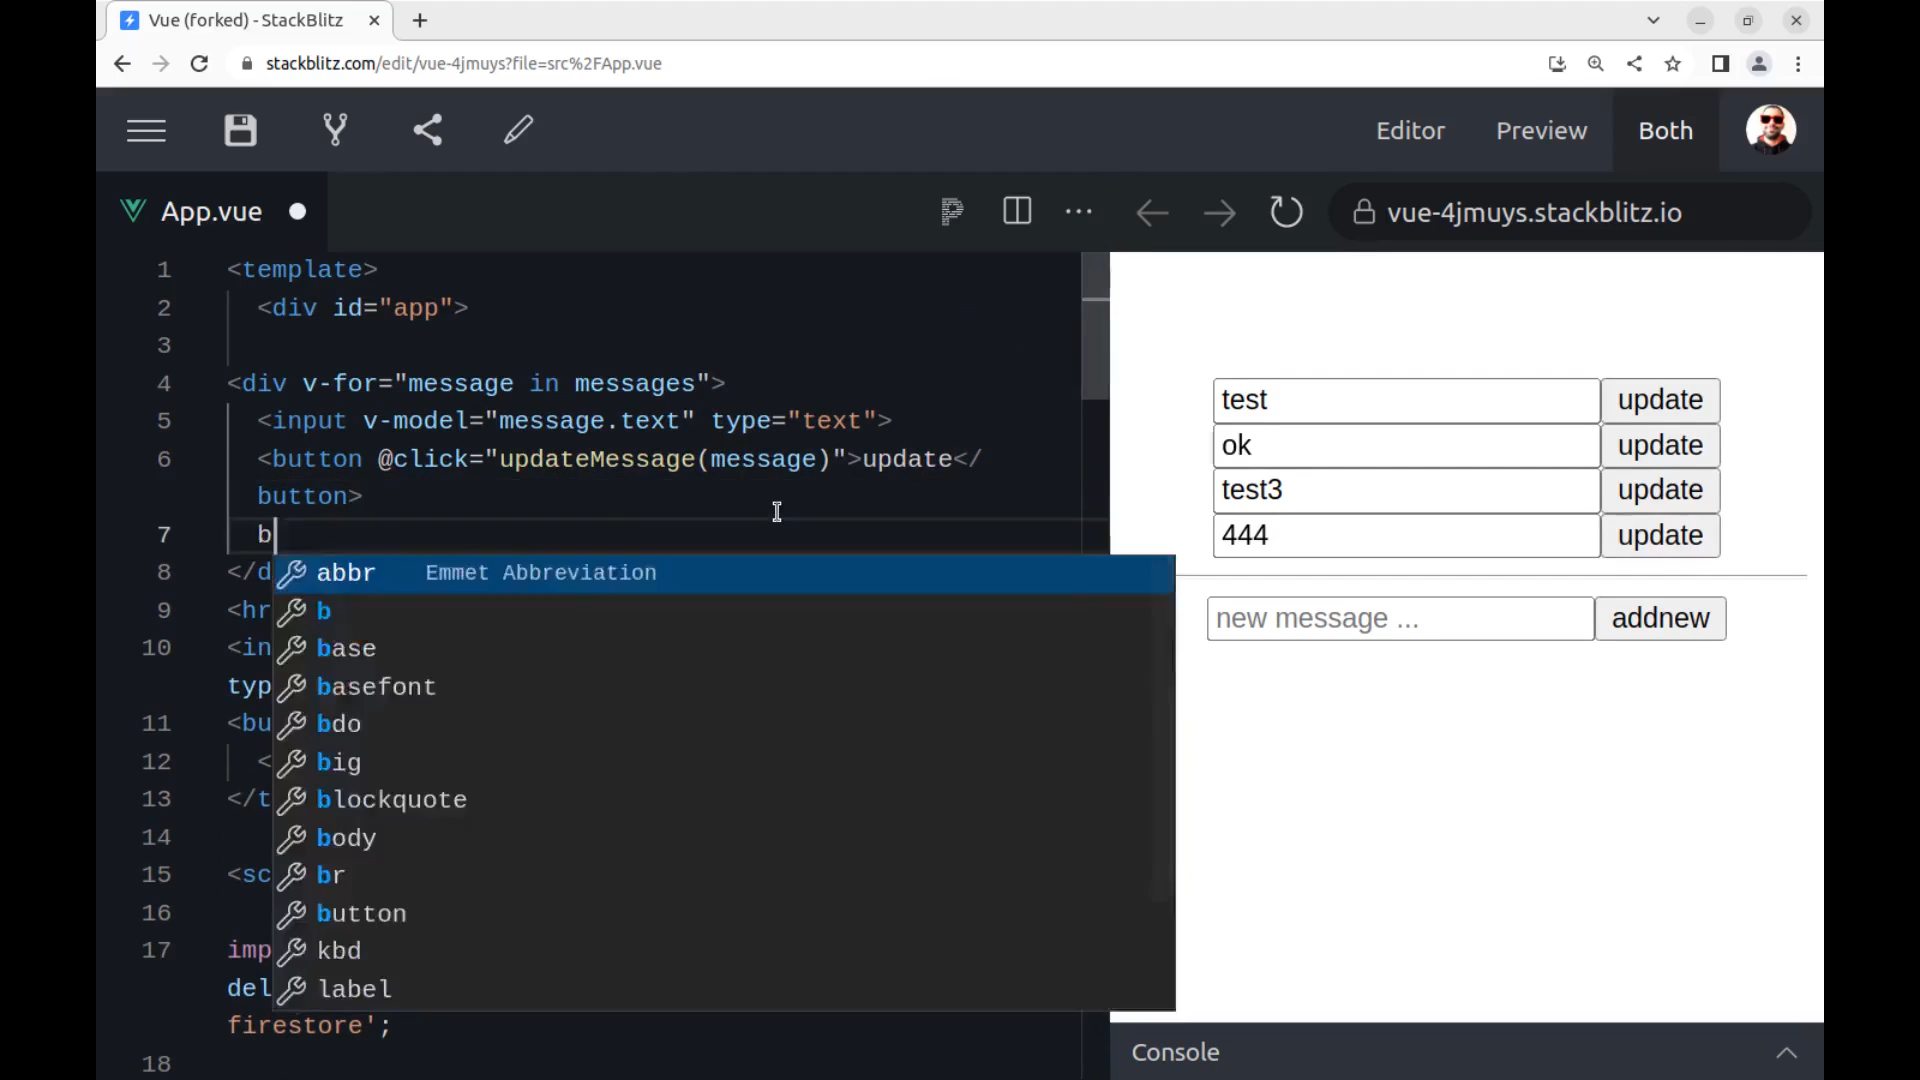 Vue (forked) - StackBlitz
stackblitz.com/edit/vue-4jmuys?file=src%2FApp.vue
Editor Preview Both
App.vue
vue-4jmuys.stackblitz.io
1 <template>
2 <div id="app">
3
4 <div v-for="message in messages">
5 <input v-model="message.text" type="text">
6 <button @click="updateMessage(message)">update</
button>
7 b
8 </d
9 <hr
10 <in
typ
11 <bu
12 <
13 </t
14
15 <sc
16
17 imp
del
firestore';
18
abbr Emmet Abbreviation
b
base
basefont
bdo
big
blockquote
body
br
button
kbd
label
test update
ok update
test3 update
444 update
new message ... addnew
Console